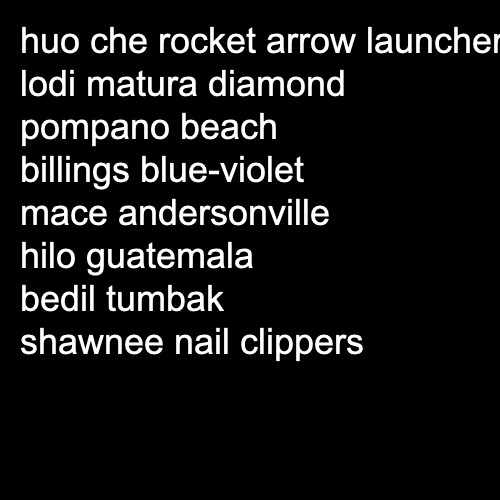 huo che rocket arrow launcher
lodi matura diamond
pompano beach
billings blue-violet
mace andersonville
hilo guatemala
bedil tumbak
shawnee nail clippers